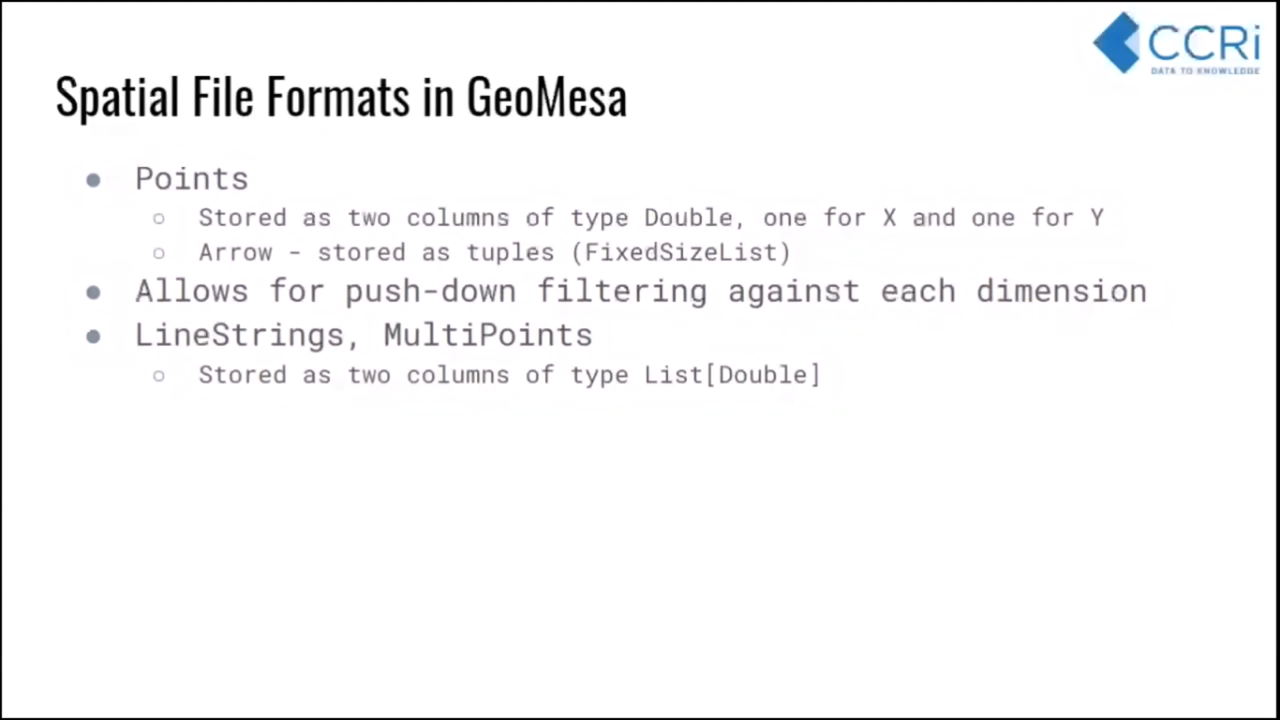 CCRi
DATA TO KNOWLEDGE
Spatial File Formats in GeoMesa
● Points
○ Stored as two columns of type Double, one for X and one for Y
○ Arrow - stored as tuples (FixedSizeList)
● Allows for push-down filtering against each dimension
● LineStrings, MultiPoints
○ Stored as two columns of type List[Double]